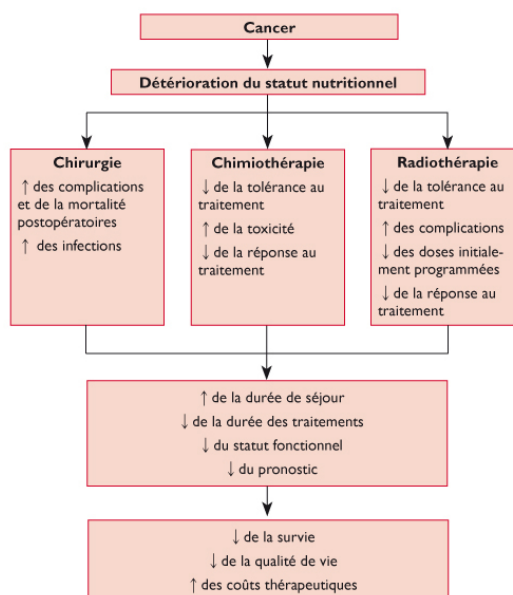 Cancer
Détérioration du statut nutritionnel
Chirurgie
↑ des complications
et de la mortalité
postopératoires
↑ des infections
Chimiothérapie
↓ de la tolérance au
traitement
↑ de la toxicité
↓ de la réponse au
traitement
Radiothérapie
↓ de la tolérance au
traitement
↑ des complications
↓ des doses initiale-
ment programmées
↓ de la réponse au
traitement
↑ de la durée de séjour
↓ de la durée des traitements
↓ du statut fonctionnel
↓ du pronostic
↓ de la survie
↓ de la qualité de vie
↑ des coûts thérapeutiques